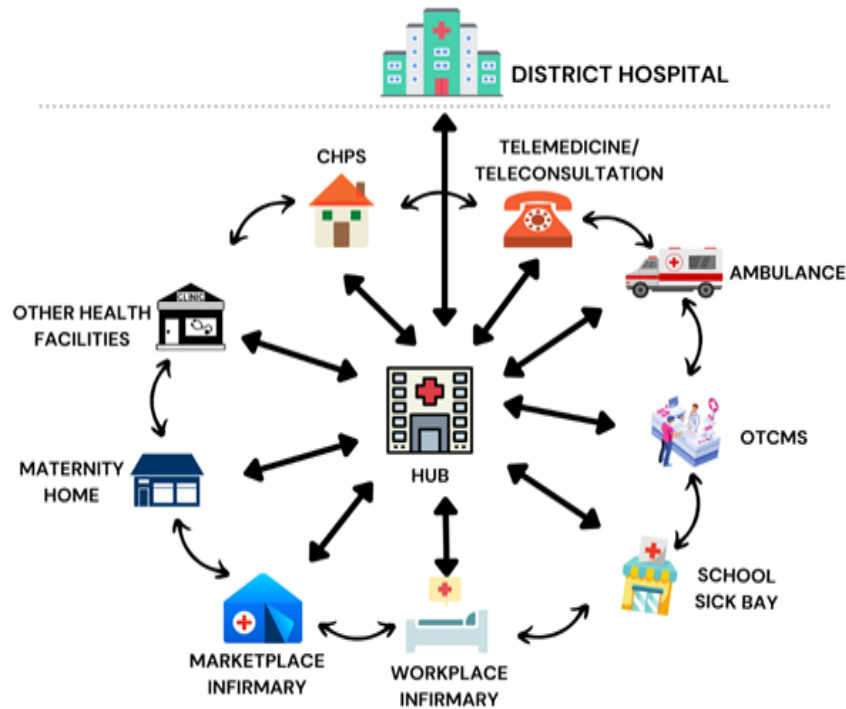 DISTRICT HOSPITAL
CHPS
TELEMEDICINE/
TELECONSULTATION
AMBULANCE
CLINIC
OTHER HEALTH
FACILITIES
OTCMS
HUB
MATERNITY
HOME
SCHOOL
SICK BAY
MARKETPLACE
INFIRMARY
WORKPLACE
INFIRMARY